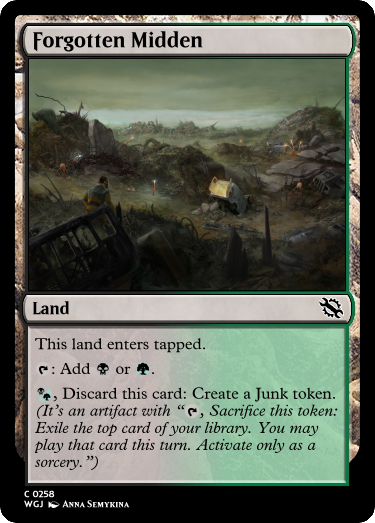 Forgotten Midden
Land
This land enters tapped.
: Add or .
, Discard this card: Create a Junk token.
(It's an artifact with “, Sacrifice this token:
Exile the top card of your library. You may
play that card this turn. Activate only as a
sorcery.”)
C 0258
WGJ Anna Semykina